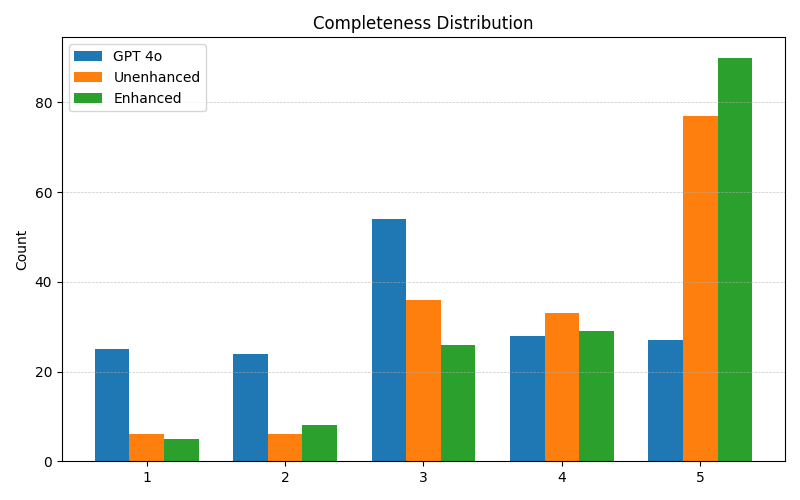 Completeness Distribution
GPT 4o
Unenhanced
Enhanced
Count
80
60
40
20
0
1 2 3 4 5